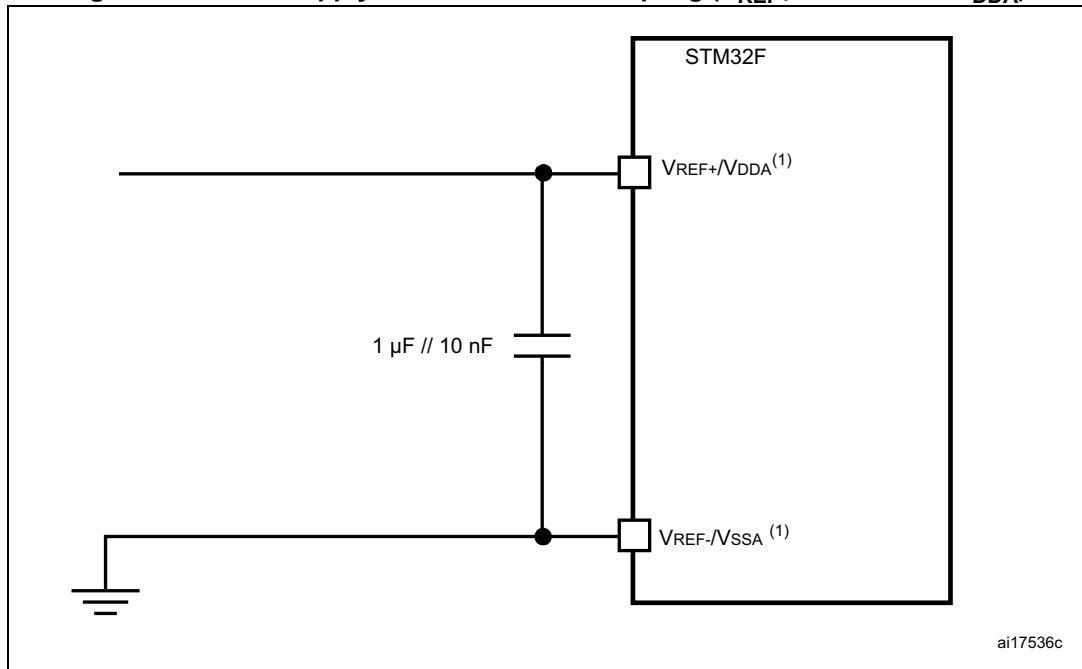 STM32F
VREF+/VDDA(1)
1 µF // 10 nF
VREF-/VSSA (1)
ai17536c